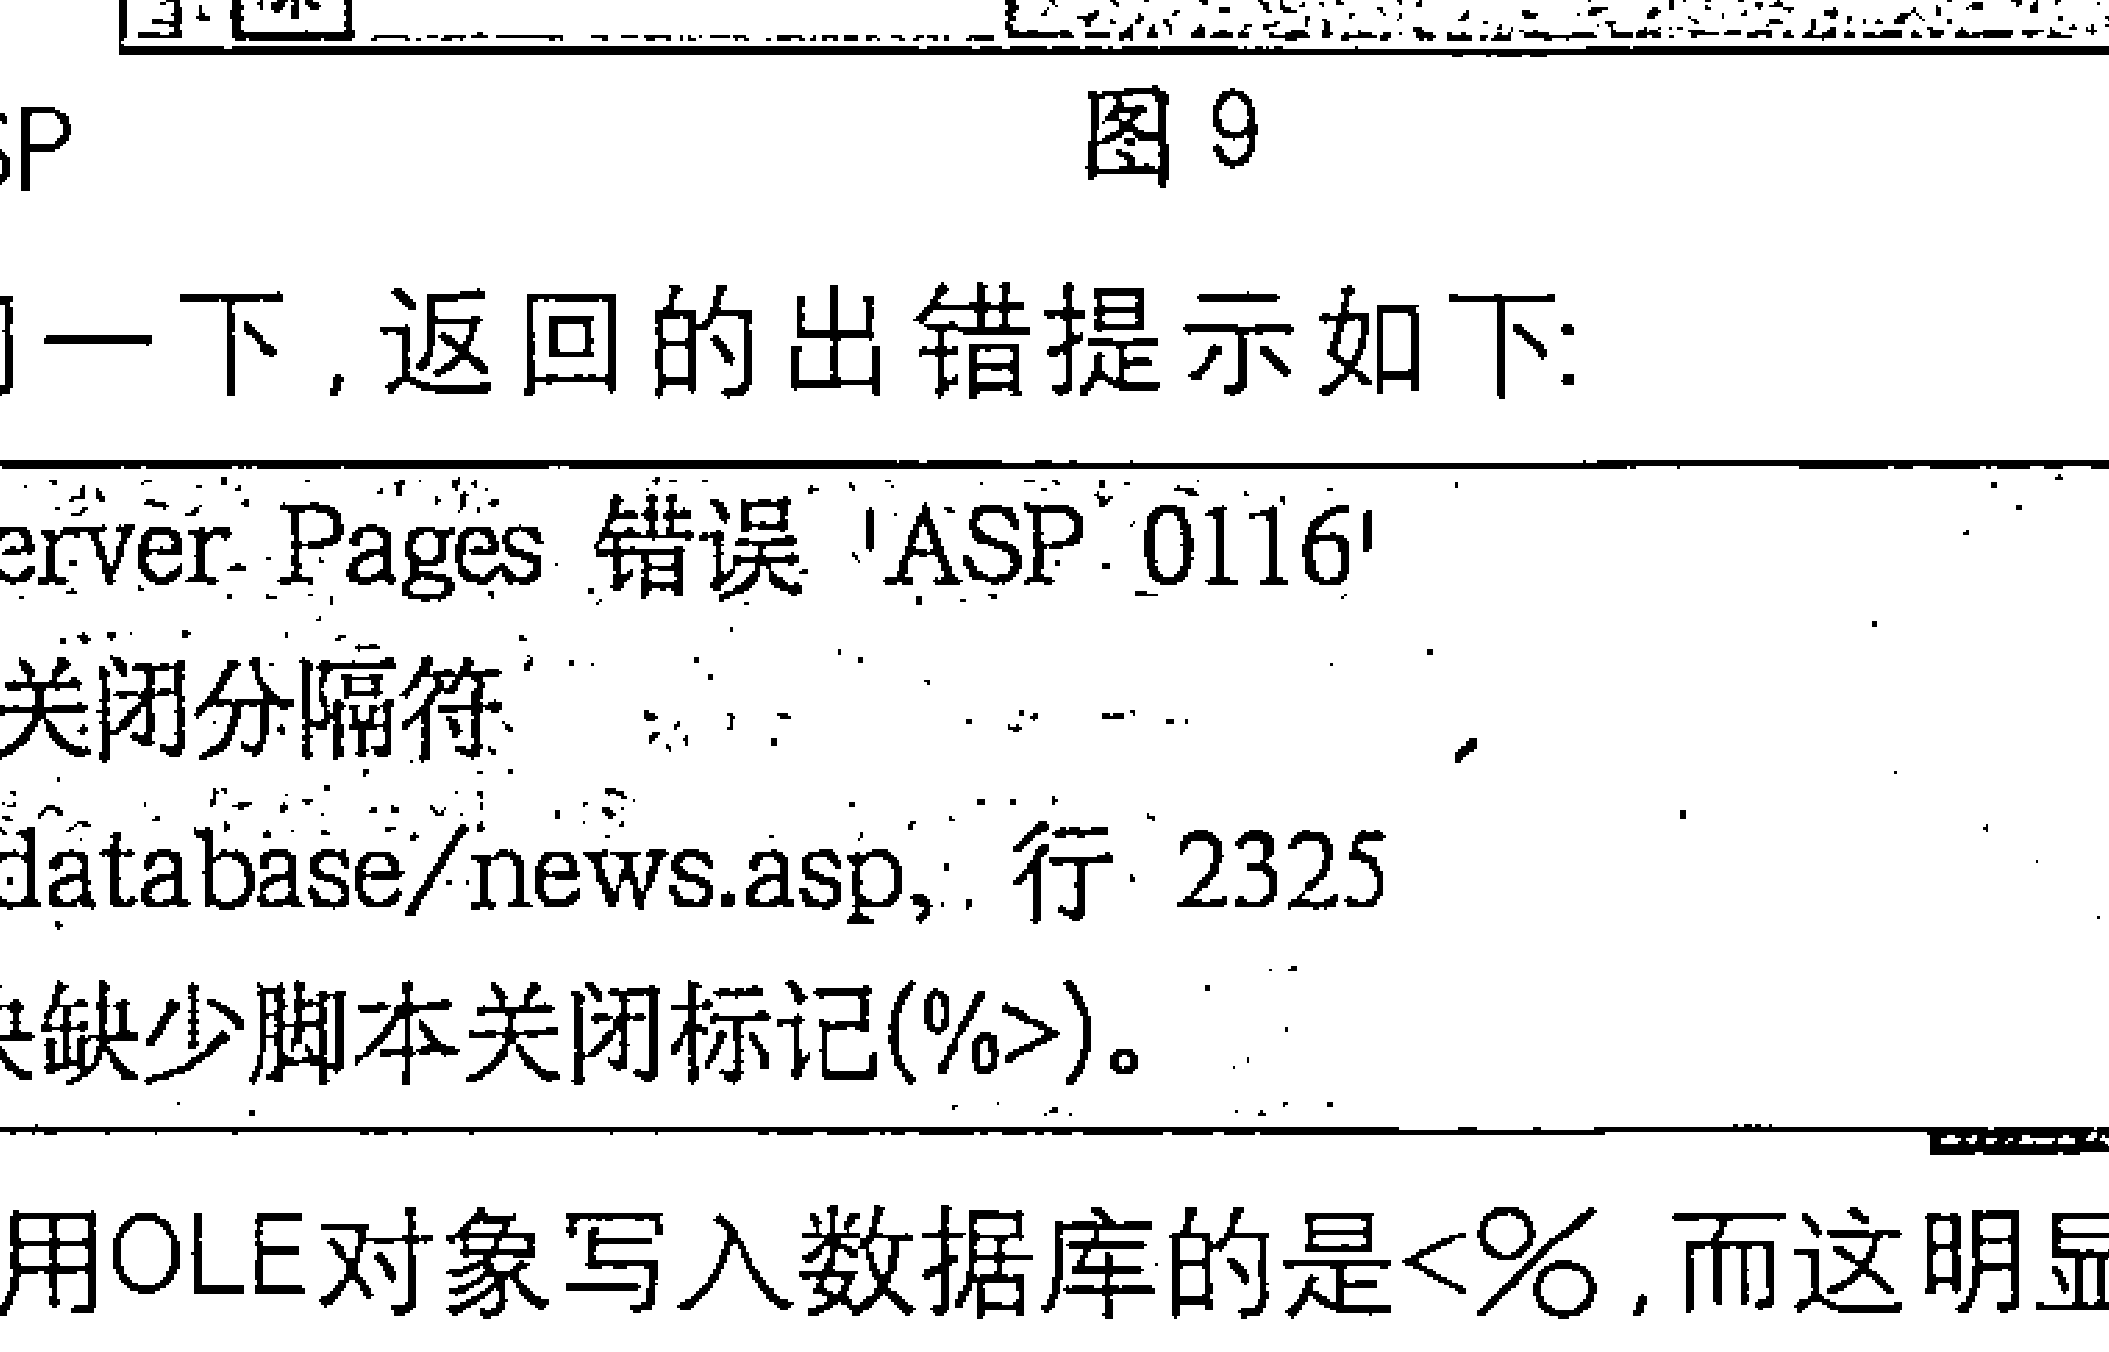 图 9
SP
一下,返回的出错提示如下:
erver Pages 错误 'ASP 0116'
关闭分隔符
database/news.asp, 行 2325
缺少脚本关闭标记(%>)。
用OLE对象写入数据库的是<%,而这明显